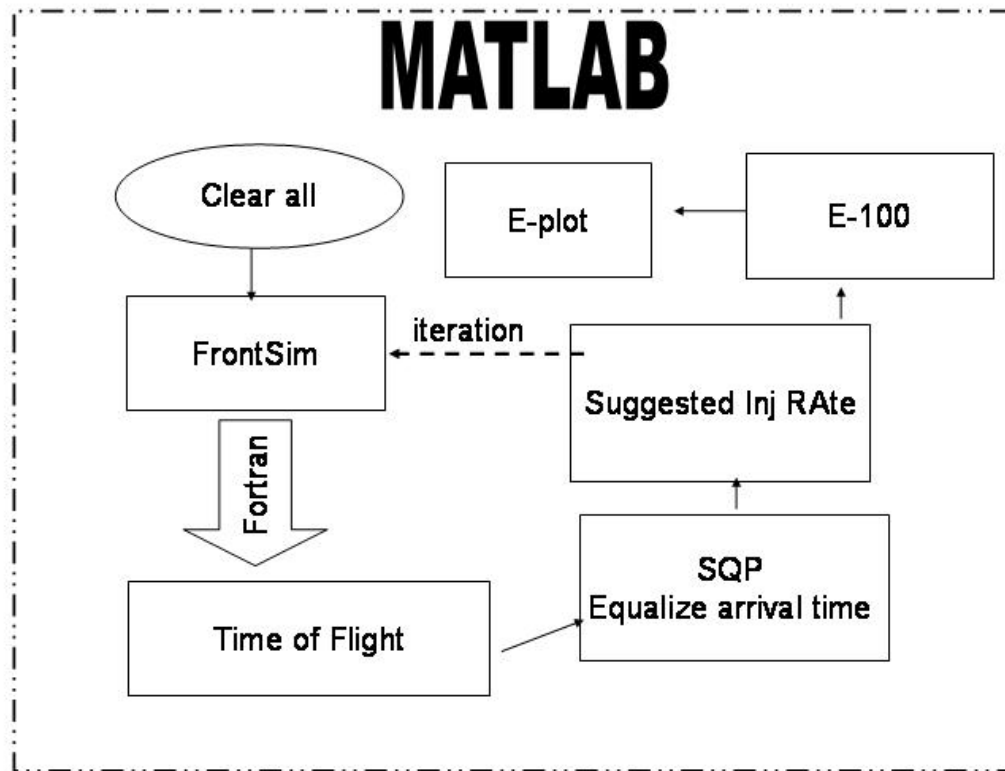 MATLAB
Clear all
E-plot
E-100
FrontSim
iteration
Suggested Inj RAte
Fortran
Time of Flight
SQP
Equalize arrival time